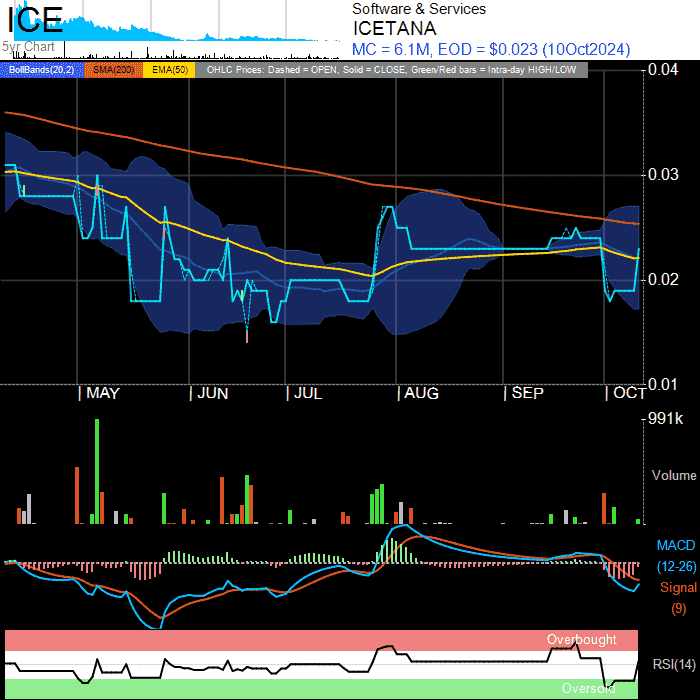 ICE
5yr Chart
Software & Services
ICETANA
MC = 6.1M, EOD = $0.023 (10Oct2024)
BollBands(20,2) SMA(200) EMA(50) OHLC Prices: Dashed = OPEN, Solid = CLOSE, Green/Red bars = Intra-day HIGH/LOW
0.04
0.03
0.02
0.01
| MAY | JUN | JUL | AUG | SEP | OCT
991k
Volume
MACD
(12-26)
Signal
(9)
Overbought
RSI(14)
Oversold